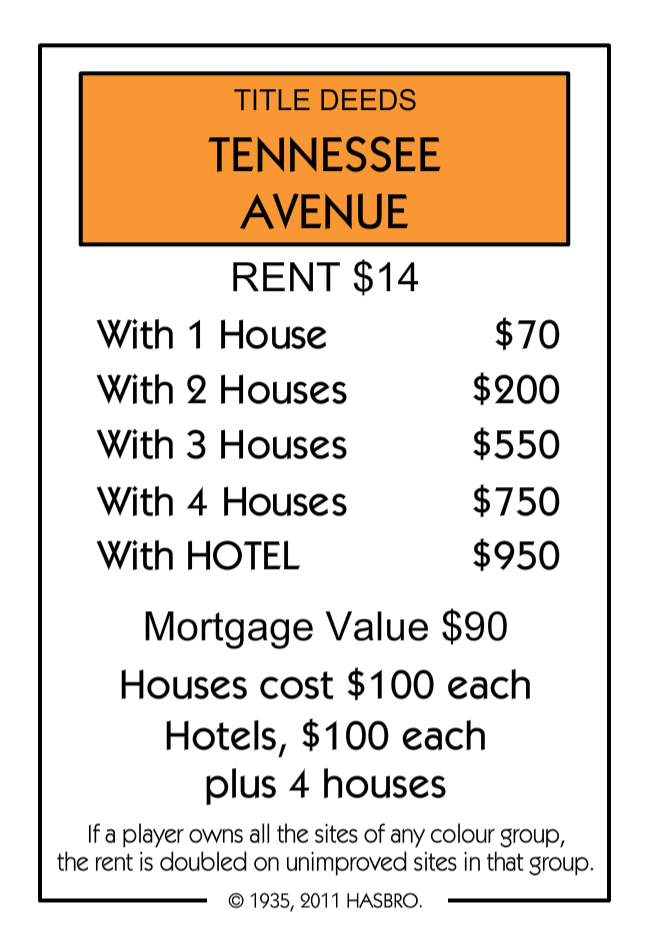 TITLE DEEDS
TENNESSEE
AVENUE
RENT $14
With 1 House $70
With 2 Houses $200
With 3 Houses $550
With 4 Houses $750
With HOTEL $950
Mortgage Value $90
Houses cost $100 each
Hotels, $100 each
plus 4 houses
If a player owns all the sites of any colour group,
the rent is doubled on unimproved sites in that group.
© 1935, 2011 HASBRO.